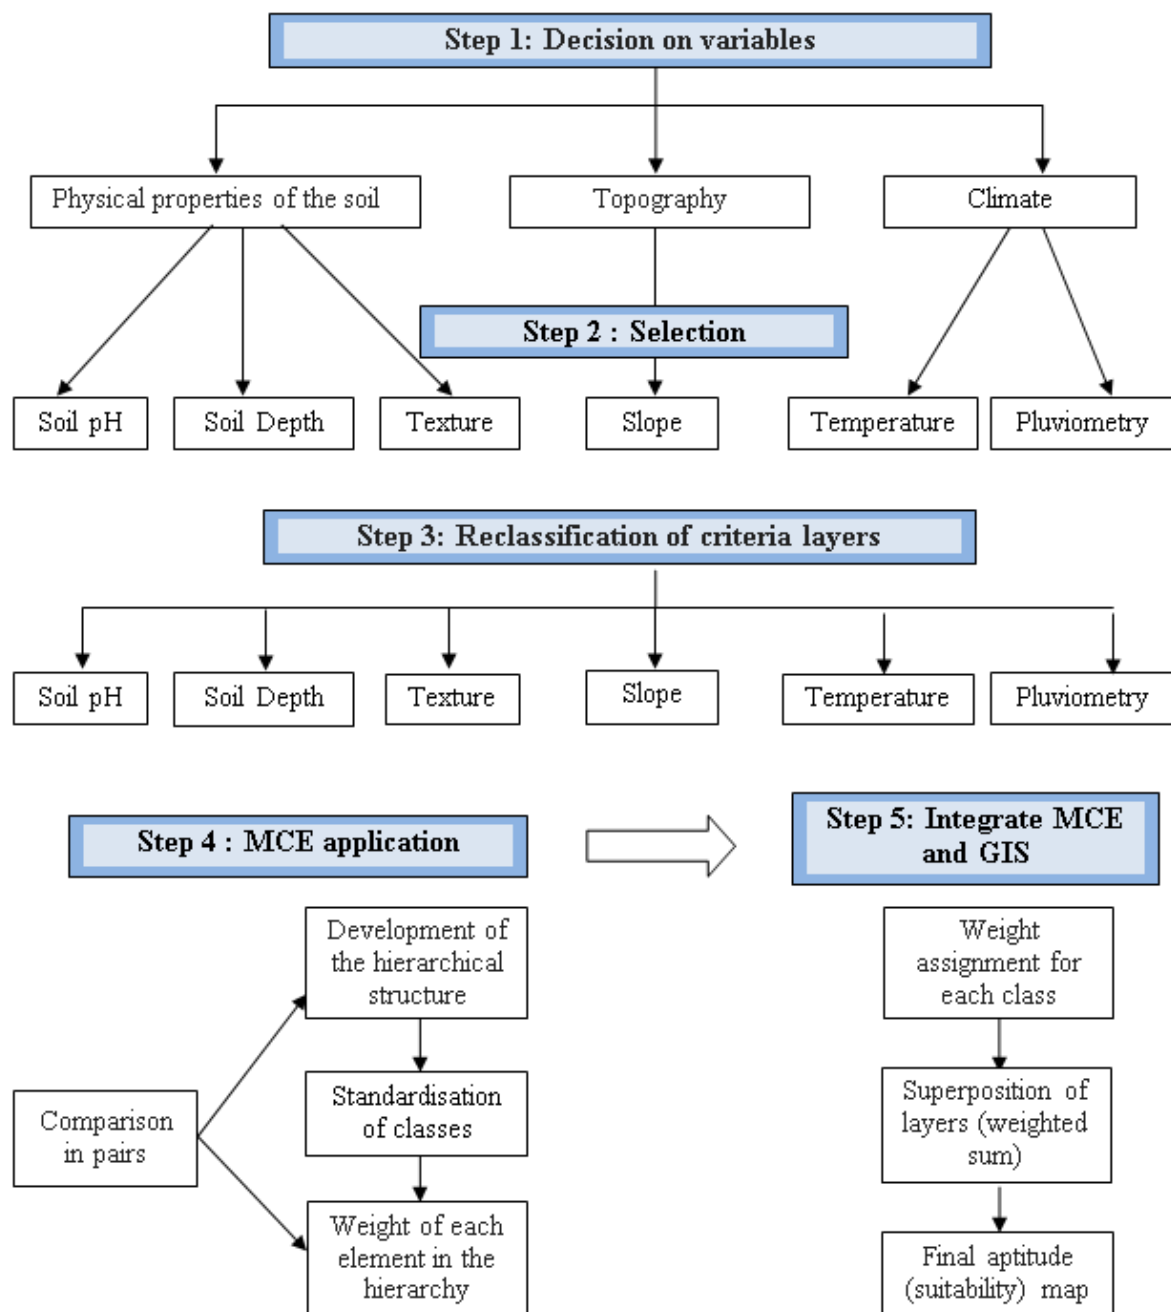 Step 1: Decision on variables
Physical properties of the soil
Topography
Climate
Step 2 : Selection
Soil pH
Soil Depth
Texture
Slope
Temperature
Pluviometry
Step 3: Reclassification of criteria layers
Soil pH
Soil Depth
Texture
Slope
Temperature
Pluviometry
Step 4 : MCE application
Development of
the hierarchical
structure
Standardisation
of classes
Comparison
in pairs
Weight of each
element in the
hierarchy
Step 5: Integrate MCE
and GIS
Weight
assignment for
each class
Superposition of
layers (weighted
sum)
Final aptitude
(suitability) map